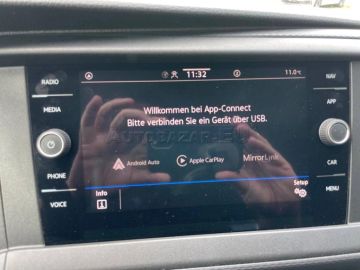 11:32
11.0°C
RADIO
MEDIA
PHONE
VOICE
Willkommen bei App-Connect
Bitte verbinden Sie ein Gerät über USB.
Android Auto
Apple CarPlay
MirrorLink
Info
Setup
NAV
APP
CAR
MENU